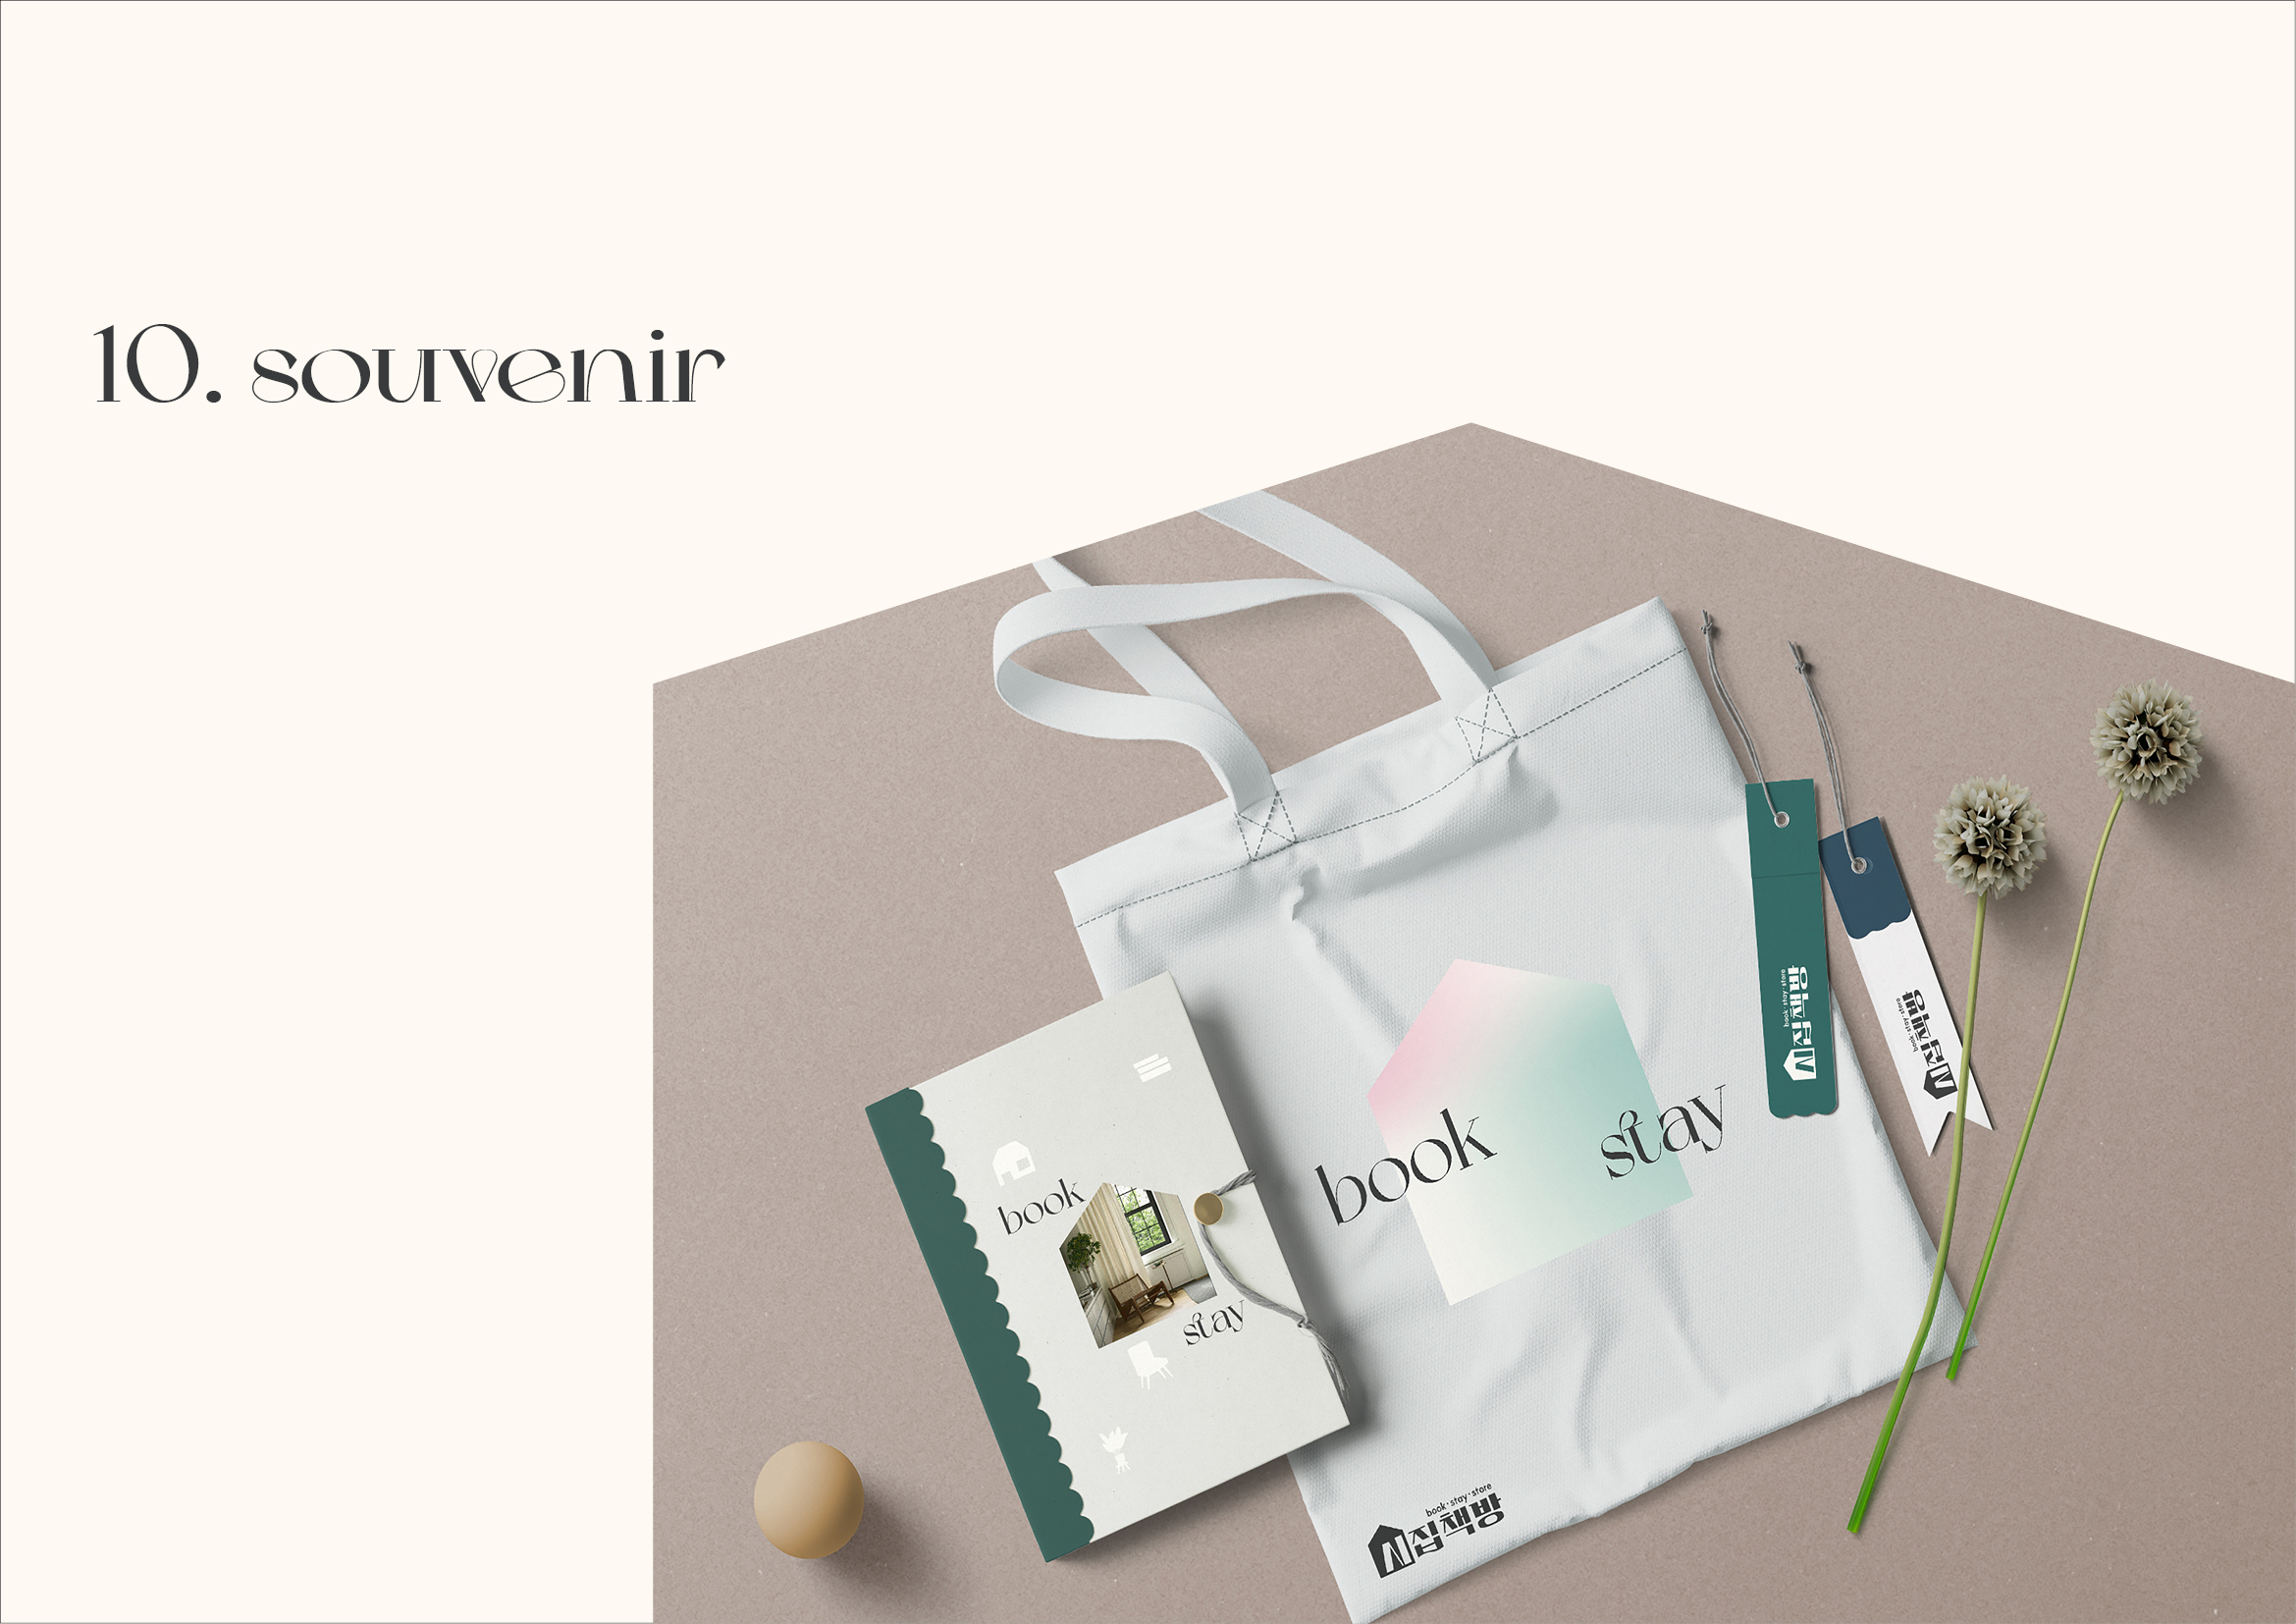 10. souvenir
book
stay
book
stay
book · stay · store
시집책방
book · stay · store
시집책방
book · stay · store
시집책방